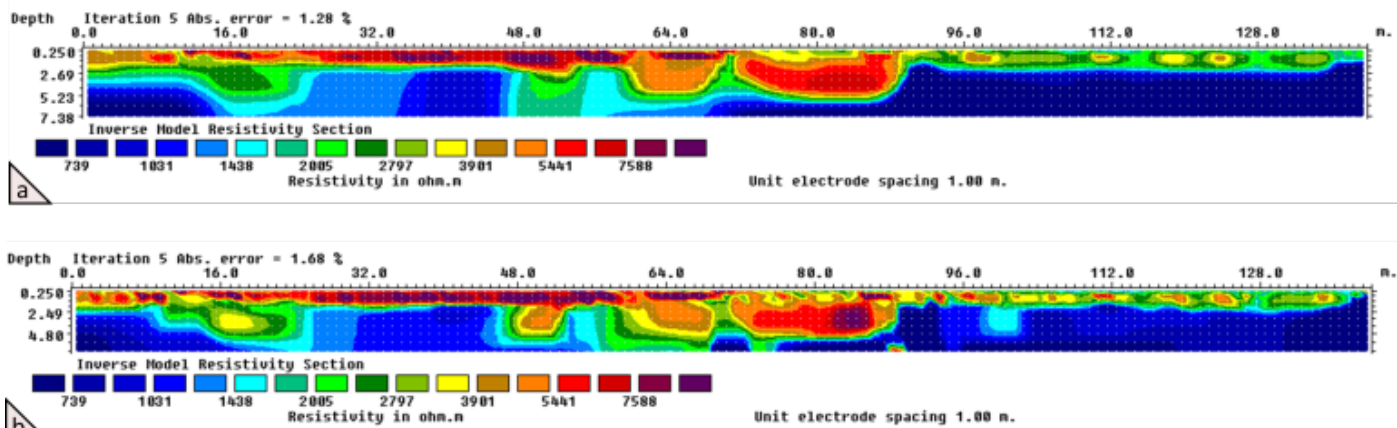 Depth Iteration 5 Abs. error = 1.28 %
0.0 16.0 32.0 48.0 64.0 80.0 96.0 112.0 128.0 m.
0.250
2.69
5.23
7.38
Inverse Model Resistivity Section
739 1031 1438 2005 2797 3901 5441 7588
Resistivity in ohm.m Unit electrode spacing 1.00 m.
a
Depth Iteration 5 Abs. error = 1.68 %
0.0 16.0 32.0 48.0 64.0 80.0 96.0 112.0 128.0 m.
0.250
2.49
4.80
Inverse Model Resistivity Section
739 1031 1438 2005 2797 3901 5441 7588
Resistivity in ohm.m Unit electrode spacing 1.00 m.
b